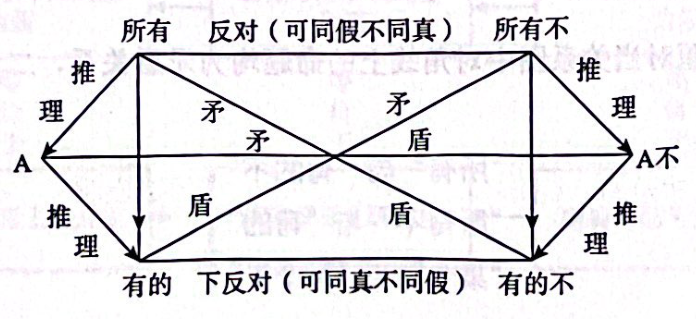 所有 反对（可同假不同真） 所有不
推 推
理 矛 矛 理
矛 盾
A A不
推 盾 盾 推
理 理
有的 下反对（可同真不同假） 有的不